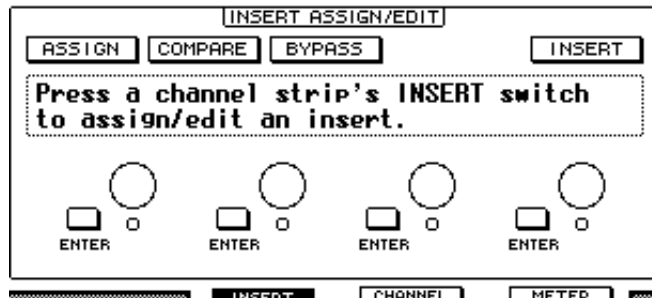 INSERT ASSIGN/EDIT
ASSIGN COMPARE BYPASS INSERT
Press a channel strip's INSERT switch
to assign/edit an insert.
ENTER ENTER ENTER ENTER
INSERT CHANNEL METER